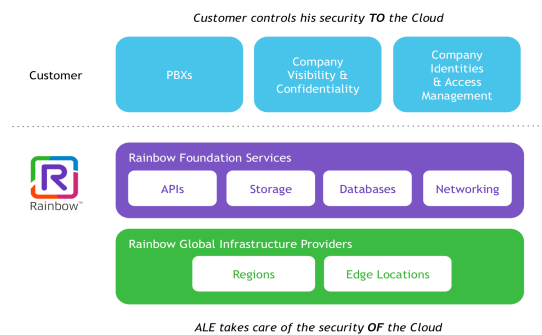 Customer controls his security TO the Cloud
Customer
PBXs
Company
Visibility &
Confidentiality
Company
Identities
& Access
Management
Rainbow Foundation Services
APIs
Storage
Databases
Networking
R
Rainbow™
Rainbow Global Infrastructure Providers
Regions
Edge Locations
ALE takes care of the security OF the Cloud